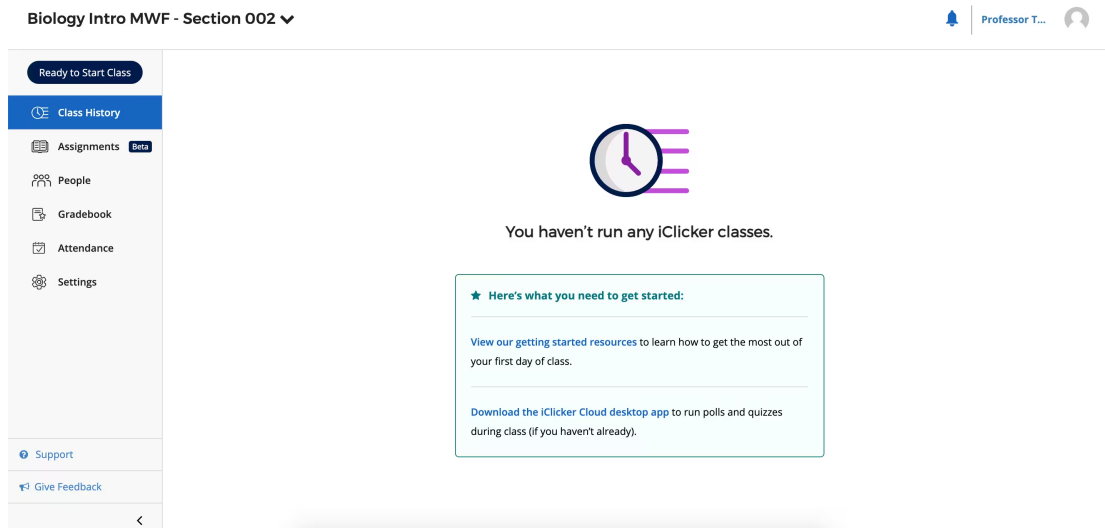 Biology Intro MWF - Section 002
Professor T...
Ready to Start Class
Class History
Assignments Beta
People
Gradebook
Attendance
Settings
Support
Give Feedback
You haven't run any iClicker classes.
Here's what you need to get started:
View our getting started resources to learn how to get the most out of
your first day of class.
Download the iClicker Cloud desktop app to run polls and quizzes
during class (if you haven't already).